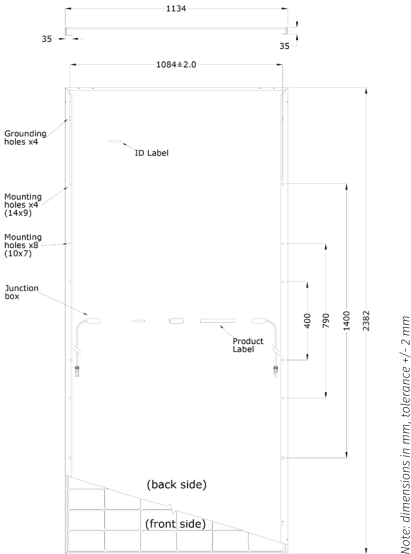 1134
35
35
1084±2.0
Grounding
holes x4
ID Label
Mounting
holes x4
(14x9)
Mounting
holes x8
(10x7)
Junction
box
Product
Label
400
790
1400
2382
(back side)
(front side)
Note: dimensions in mm, tolerance +/- 2 mm